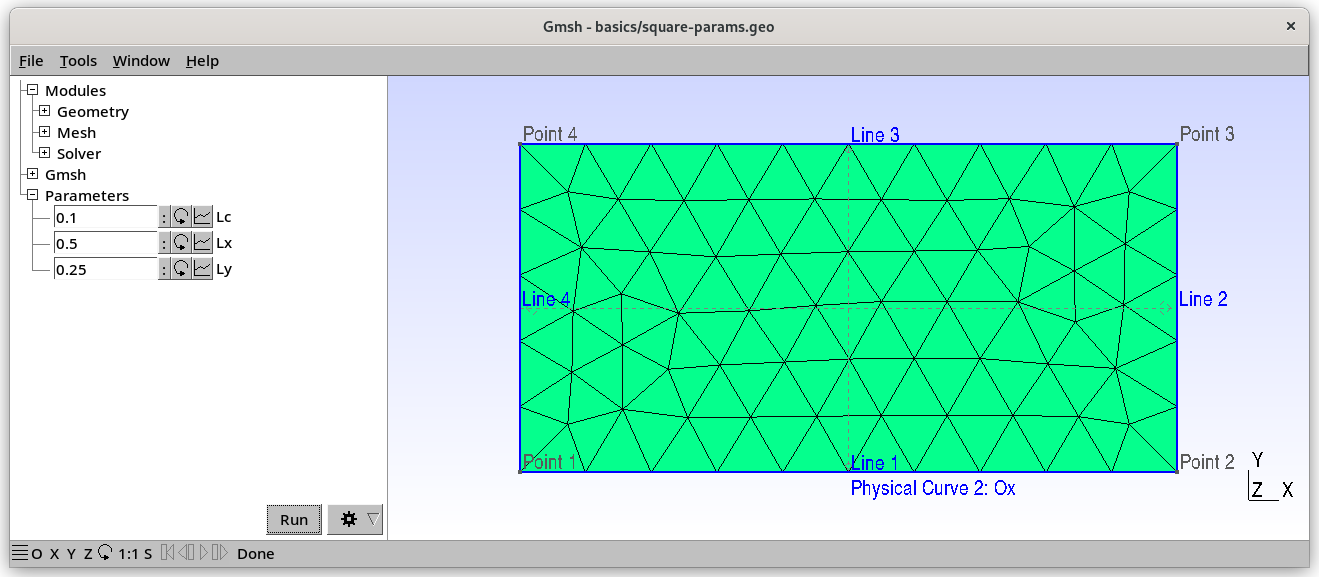 Gmsh - basics/square-params.geo
×
File Tools Window Help
Modules
Geometry
Mesh
Solver
Gmsh
Parameters
0.1 : Lc
0.5 : Lx
0.25 : Ly
Run
Point 4 Line 3 Point 3
Line 4 Line 2
Point 1 Line 1 Point 2
Physical Curve 2: Ox
Y
Z X
O X Y Z 1:1 S Done